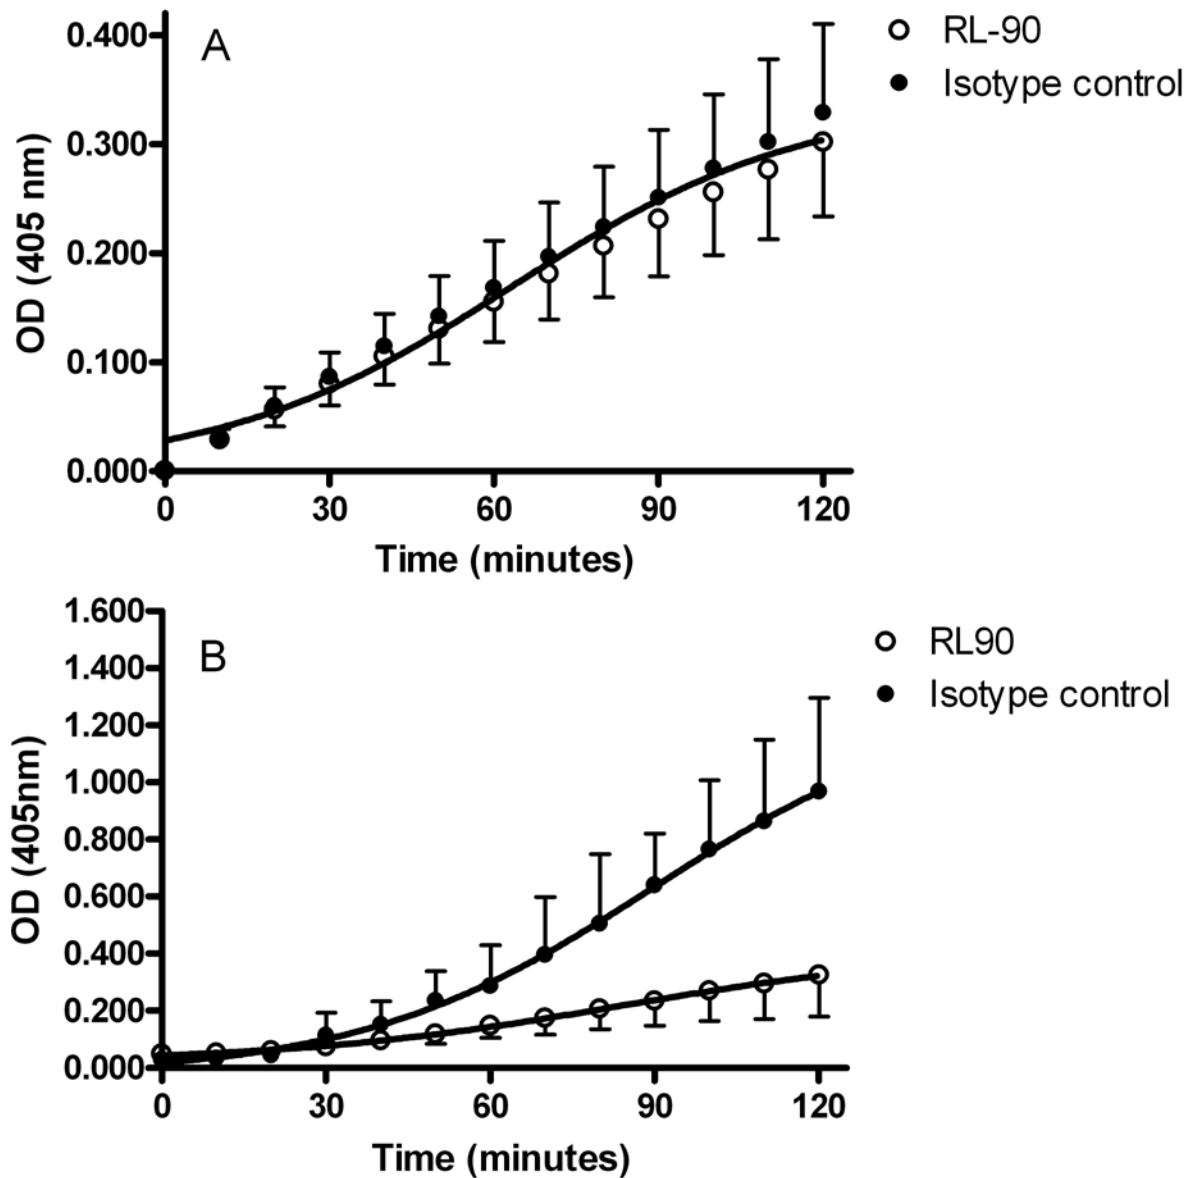 A
RL-90
Isotype control
0.400
0.300
0.200
0.100
0.000
OD (405 nm)
0 30 60 90 120
Time (minutes)
B
RL90
Isotype control
1.600
1.400
1.200
1.000
0.800
0.600
0.400
0.200
0.000
OD (405nm)
0 30 60 90 120
Time (minutes)